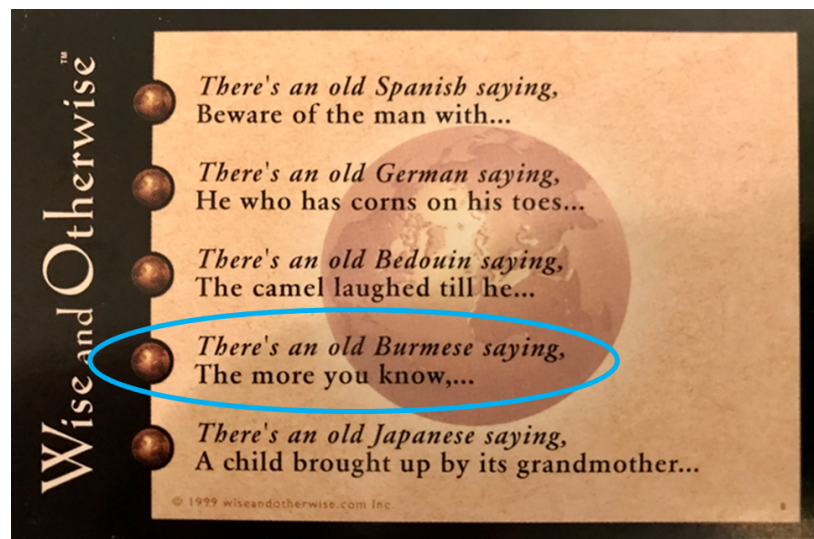 Wise and Otherwise™
There's an old Spanish saying,
Beware of the man with...
There's an old German saying,
He who has corns on his toes...
There's an old Bedouin saying,
The camel laughed till he...
There's an old Burmese saying,
The more you know,...
There's an old Japanese saying,
A child brought up by its grandmother...
© 1999 wiseandotherwise.com Inc.